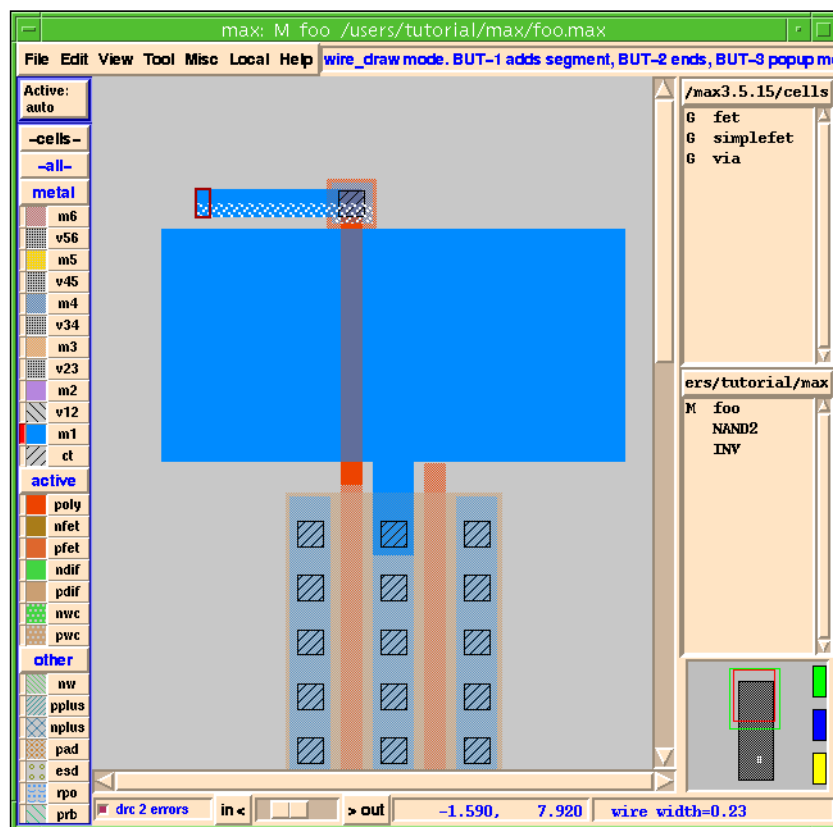 max: M foo /users/tutorial/max/foo.max
File Edit View Tool Misc Local Help
wire_draw mode. BUT-1 adds segment, BUT-2 ends, BUT-3 popup m
Active:
auto
-cells-
-all-
metal
m6
v56
m5
v45
m4
v34
m3
v23
m2
v12
m1
ct
active
poly
nfet
pfet
ndif
pdif
nwc
pwc
other
nw
pplus
nplus
pad
esd
rpo
prb
/max3.5.15/cells
G fet
G simplefet
G via
ers/tutorial/max
M foo
NAND2
INV
drc 2 errors
in <
> out
-1.590, 7.920
wire width=0.23